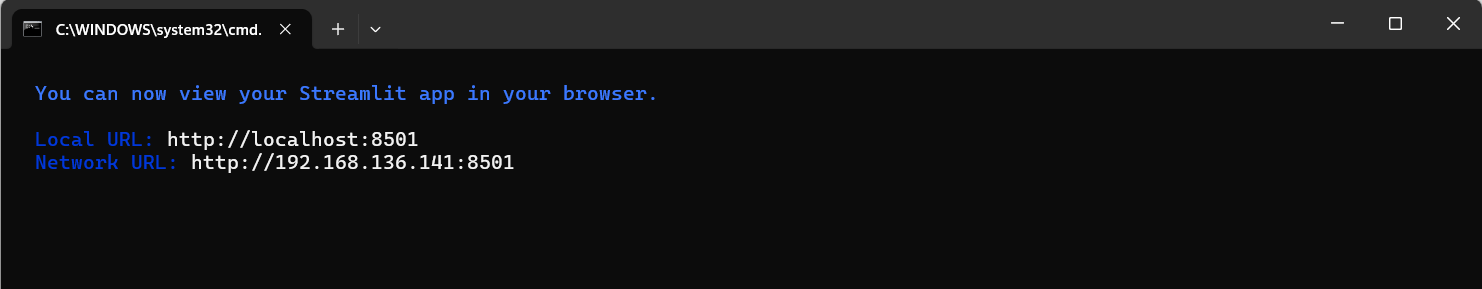 C:\WINDOWS\system32\cmd.
You can now view your Streamlit app in your browser.
Local URL: http://localhost:8501
Network URL: http://192.168.136.141:8501